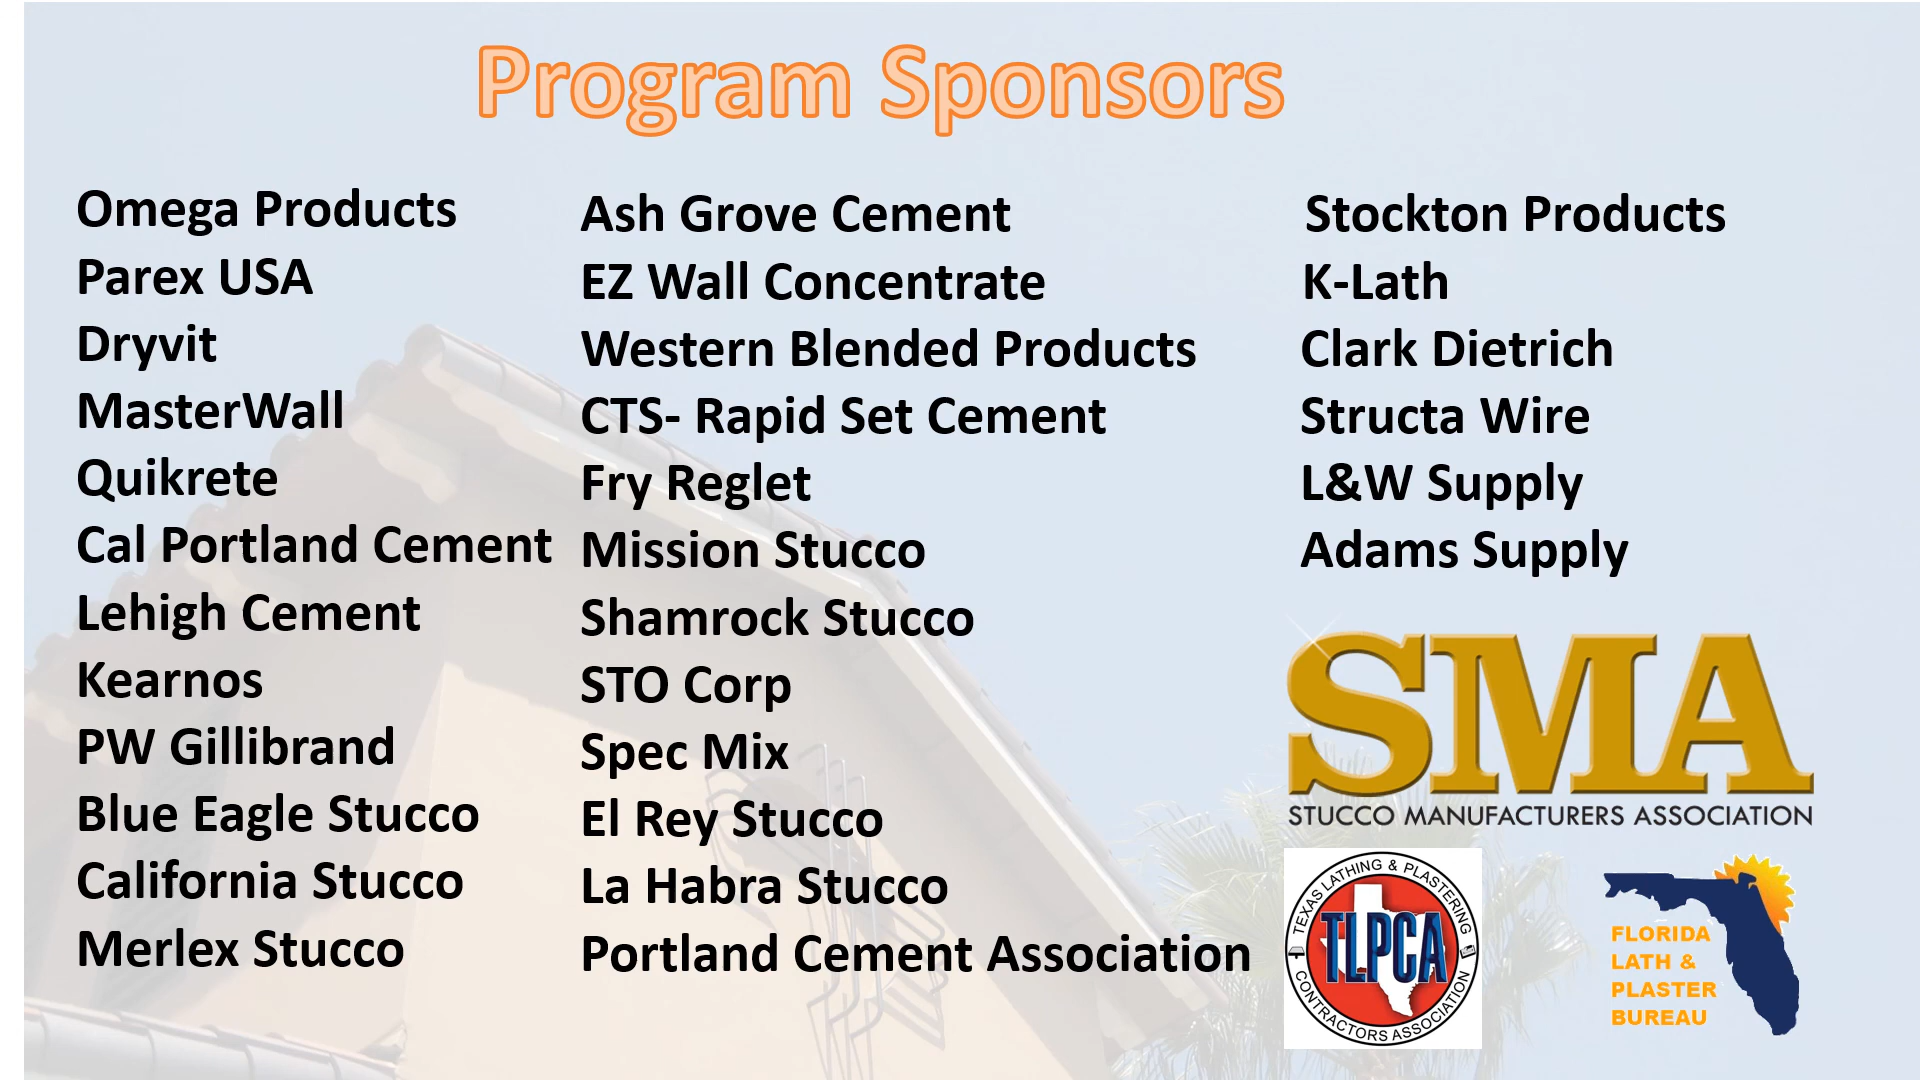 Program Sponsors
Omega Products
Parex USA
Dryvit
MasterWall
Quikrete
Cal Portland Cement
Lehigh Cement
Kearnos
PW Gillibrand
Blue Eagle Stucco
California Stucco
Merlex Stucco
Ash Grove Cement
EZ Wall Concentrate
Western Blended Products
CTS- Rapid Set Cement
Fry Reglet
Mission Stucco
Shamrock Stucco
STO Corp
Spec Mix
El Rey Stucco
La Habra Stucco
Portland Cement Association
Stockton Products
K-Lath
Clark Dietrich
Structa Wire
L&W Supply
Adams Supply
SMA
STUCCO MANUFACTURERS ASSOCIATION
TEXAS LATHING & PLASTERING
TLPCA
CONTRACTORS ASSOCIATION
FLORIDA
LATH &
PLASTER
BUREAU